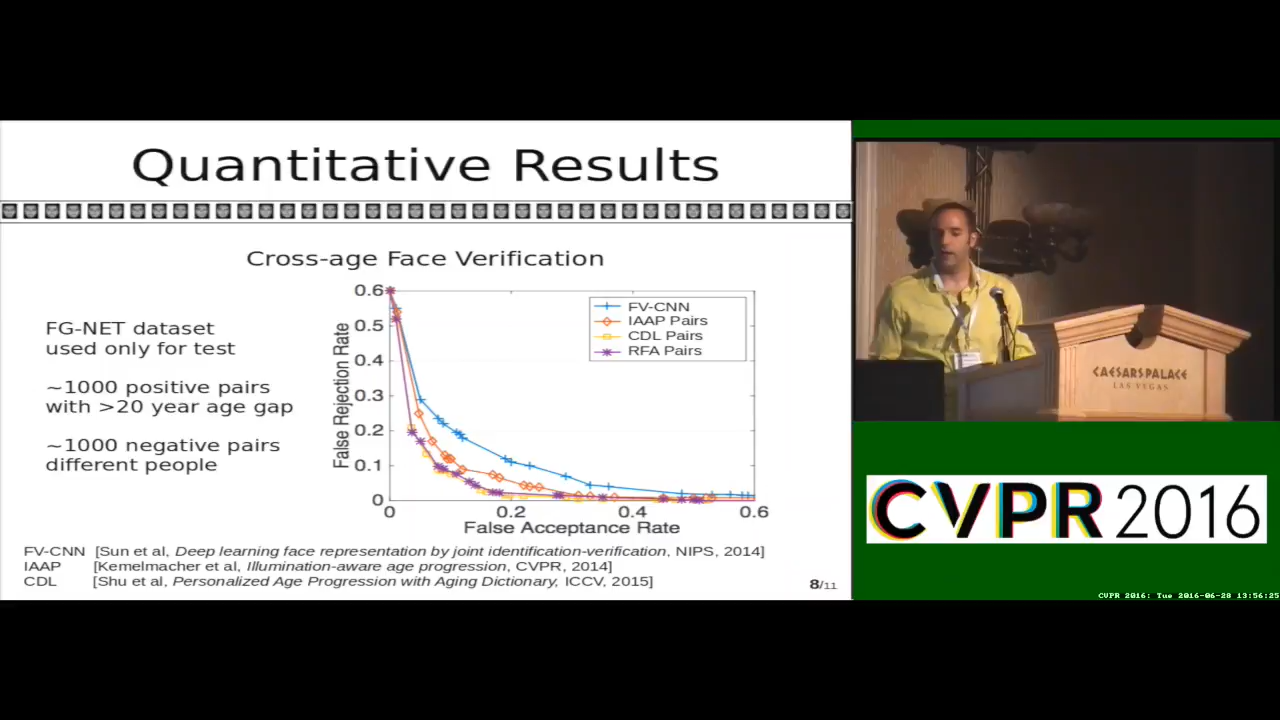 Quantitative Results
Cross-age Face Verification
FG-NET dataset
used only for test
~1000 positive pairs
with >20 year age gap
~1000 negative pairs
different people
False Rejection Rate
0.6
0.5
0.4
0.3
0.2
0.1
0
0
0.2
0.4
0.6
False Acceptance Rate
FV-CNN
IAAP Pairs
CDL Pairs
RFA Pairs
FV-CNN [Sun et al, Deep learning face representation by joint identification-verification, NIPS, 2014]
IAAP [Kemelmacher et al, Illumination-aware age progression, CVPR, 2014]
CDL [Shu et al, Personalized Age Progression with Aging Dictionary, ICCV, 2015]
8/11
CAESARS PALACE
LAS VEGAS
CVPR 2016
CVPR 2016: Tue 2016-06-28 13:56:25